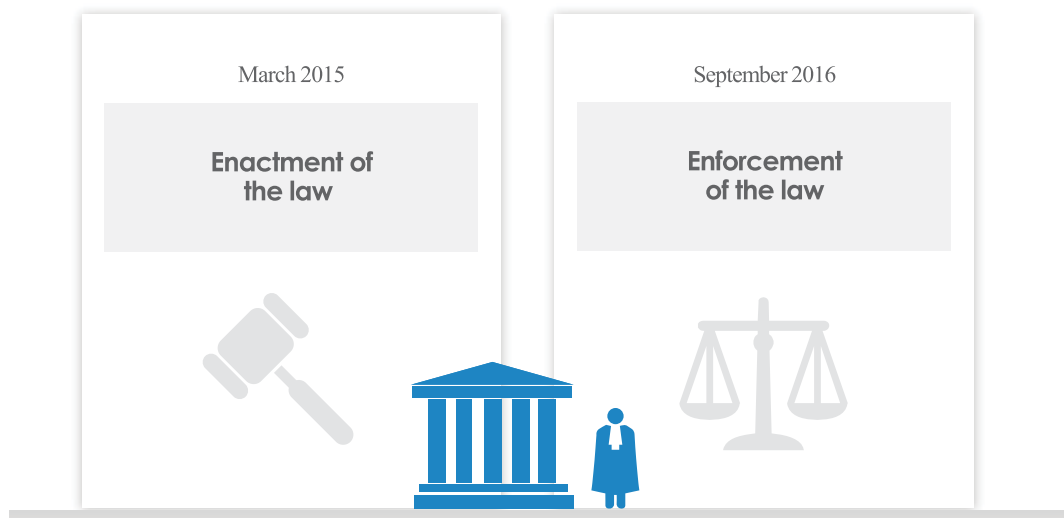 March 2015
Enactment of
the law
September 2016
Enforcement
of the law